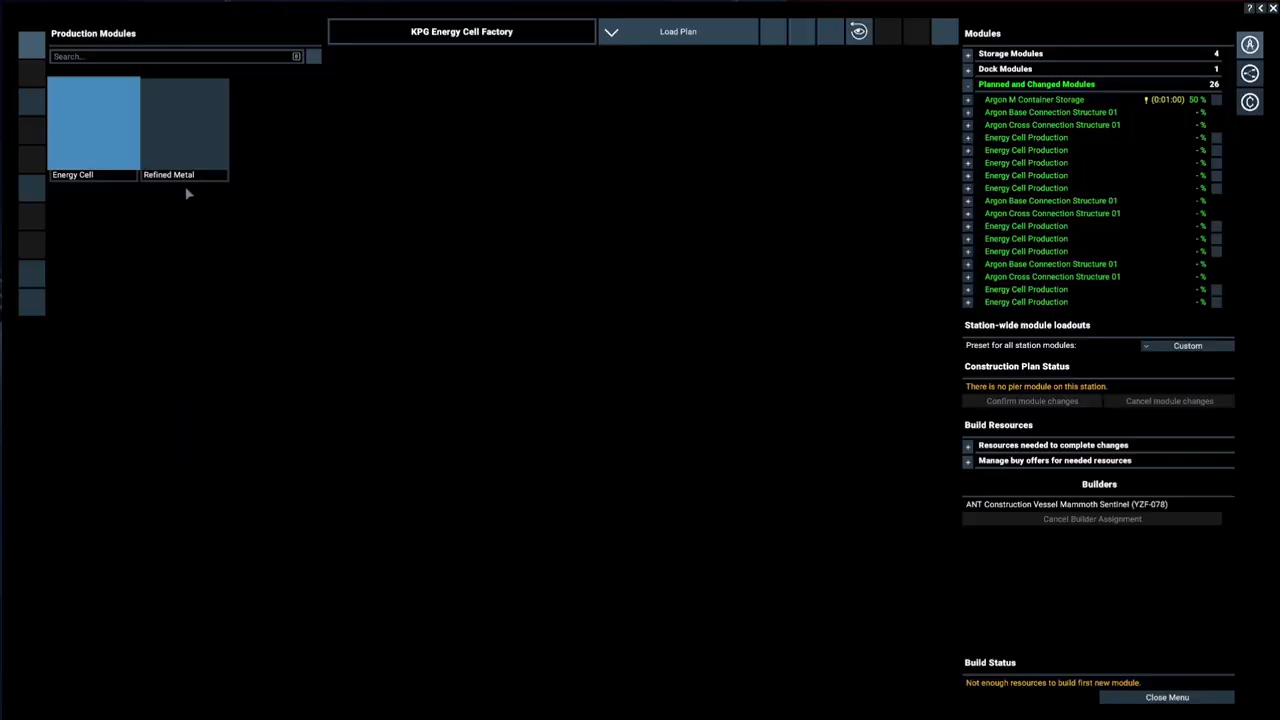 Production Modules
Search...
Energy Cell
Refined Metal
KPG Energy Cell Factory
Load Plan
?
Modules
Storage Modules 4
Dock Modules 1
Planned and Changed Modules 26
Argon M Container Storage (0:01:00) 50 %
Argon Base Connection Structure 01 - %
Argon Cross Connection Structure 01 - %
Energy Cell Production - %
Energy Cell Production - %
Energy Cell Production - %
Energy Cell Production - %
Energy Cell Production - %
Argon Base Connection Structure 01 - %
Argon Cross Connection Structure 01 - %
Energy Cell Production - %
Energy Cell Production - %
Energy Cell Production - %
Argon Base Connection Structure 01 - %
Argon Cross Connection Structure 01 - %
Energy Cell Production - %
Energy Cell Production - %
Station-wide module loadouts
Preset for all station modules: Custom
Construction Plan Status
There is no pier module on this station.
Confirm module changes Cancel module changes
Build Resources
Resources needed to complete changes
Manage buy offers for needed resources
Builders
ANT Construction Vessel Mammoth Sentinel (YZF-078)
Cancel Builder Assignment
Build Status
Not enough resources to build first new module.
Close Menu